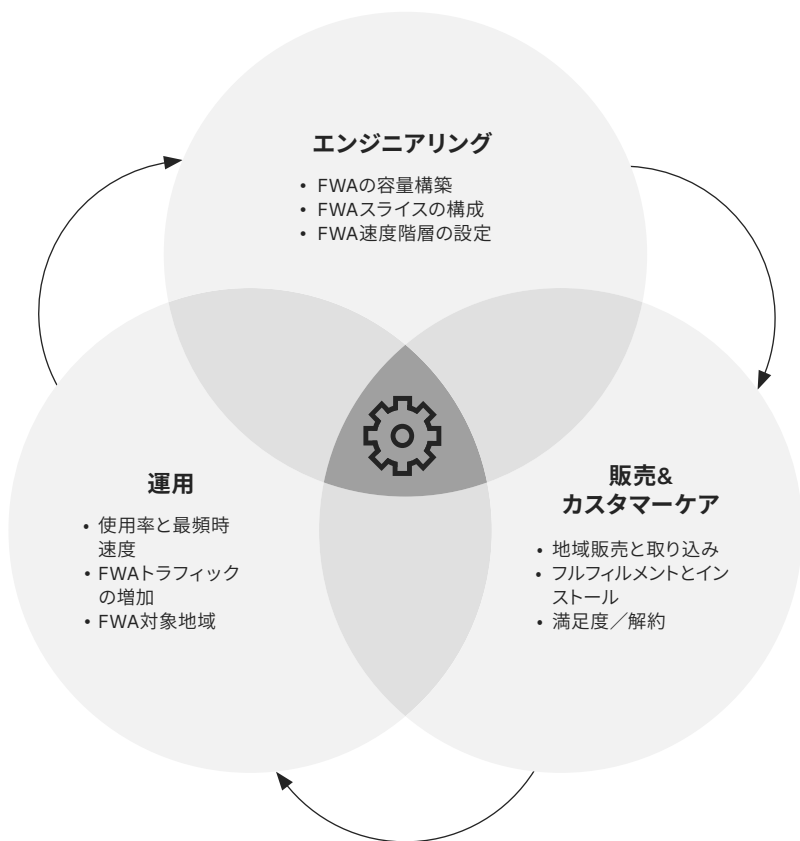 エンジニアリング
• FWAの容量構築
• FWAスライスの構成
• FWA速度階層の設定
運用
• 使用率と最頻時
速度
• FWAトラフィック
の増加
• FWA対象地域
販売&
カスタマーケア
• 地域販売と取り込み
• フルフィルメントとイン
ストール
• 満足度／解約